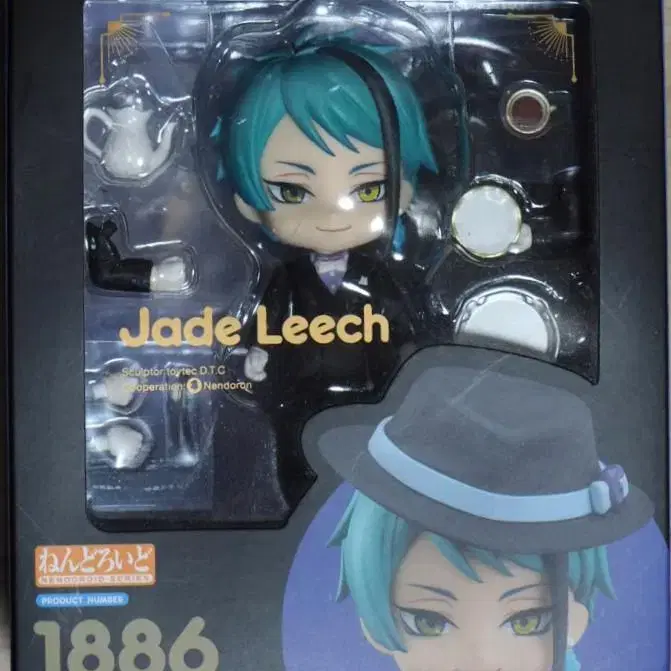 Jade Leech
Sculptor:toytec D.T.C
Cooperation: Nendoron
ねんどろいど
NENDOROID SERIES
PRODUCT NUMBER
1886